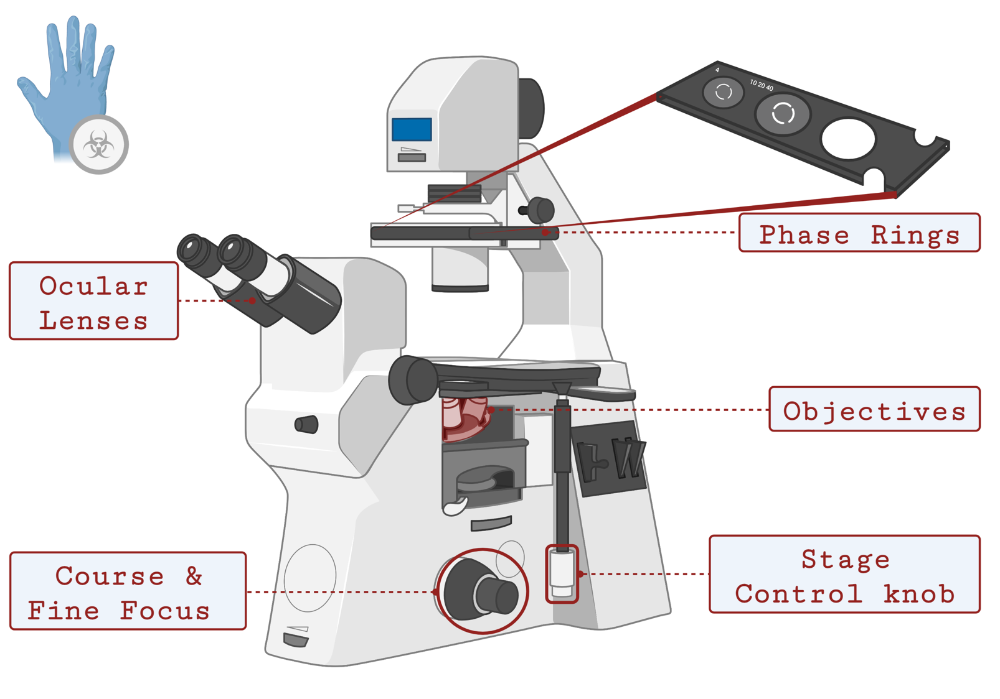 4
10 20 40
Phase Rings
Ocular
Lenses
Objectives
Course &
Fine Focus
Stage
Control knob